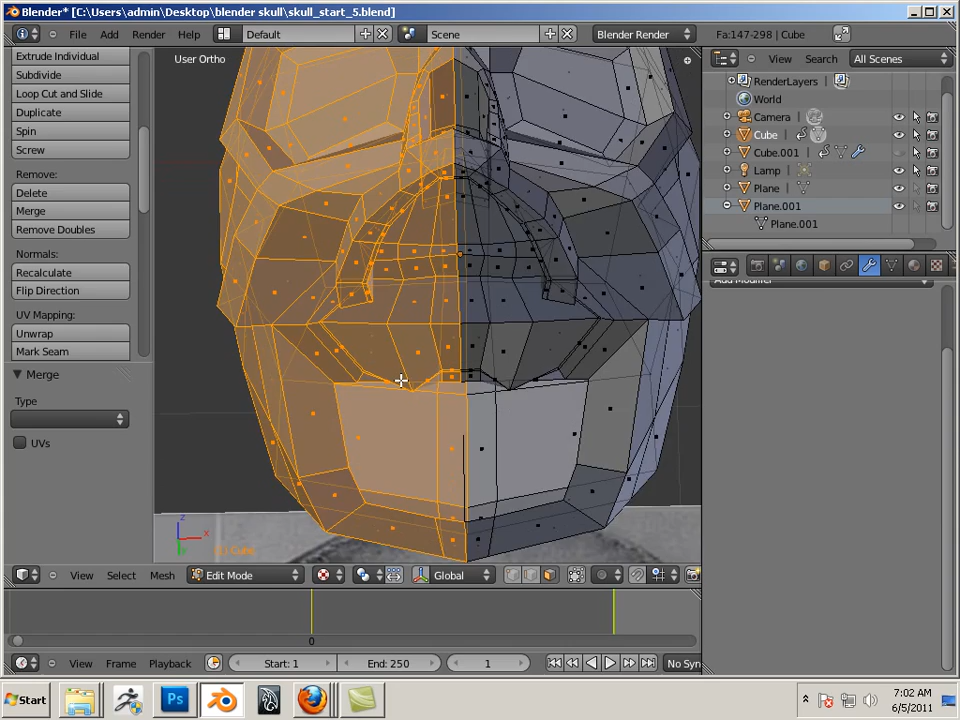 Blender* [C:\Users\admin\Desktop\blender skull\skull_start_5.blend]
File Add Render Help Default Scene Blender Render Fa:147-298 | Cube
Extrude Individual
Subdivide
Loop Cut and Slide
Duplicate
Spin
Screw
Remove:
Delete
Merge
Remove Doubles
Normals:
Recalculate
Flip Direction
UV Mapping:
Unwrap
Mark Seam
Merge
Type
UVs
User Ortho
z
x
y
View Select Mesh Edit Mode Global
View Search All Scenes
RenderLayers
World
Camera
Cube
Cube.001
Lamp
Plane
Plane.001
Plane.001
0
View Frame Playback Start: 1 End: 250 1 No Syn
Start Ps 7:02 AM
6/5/2011